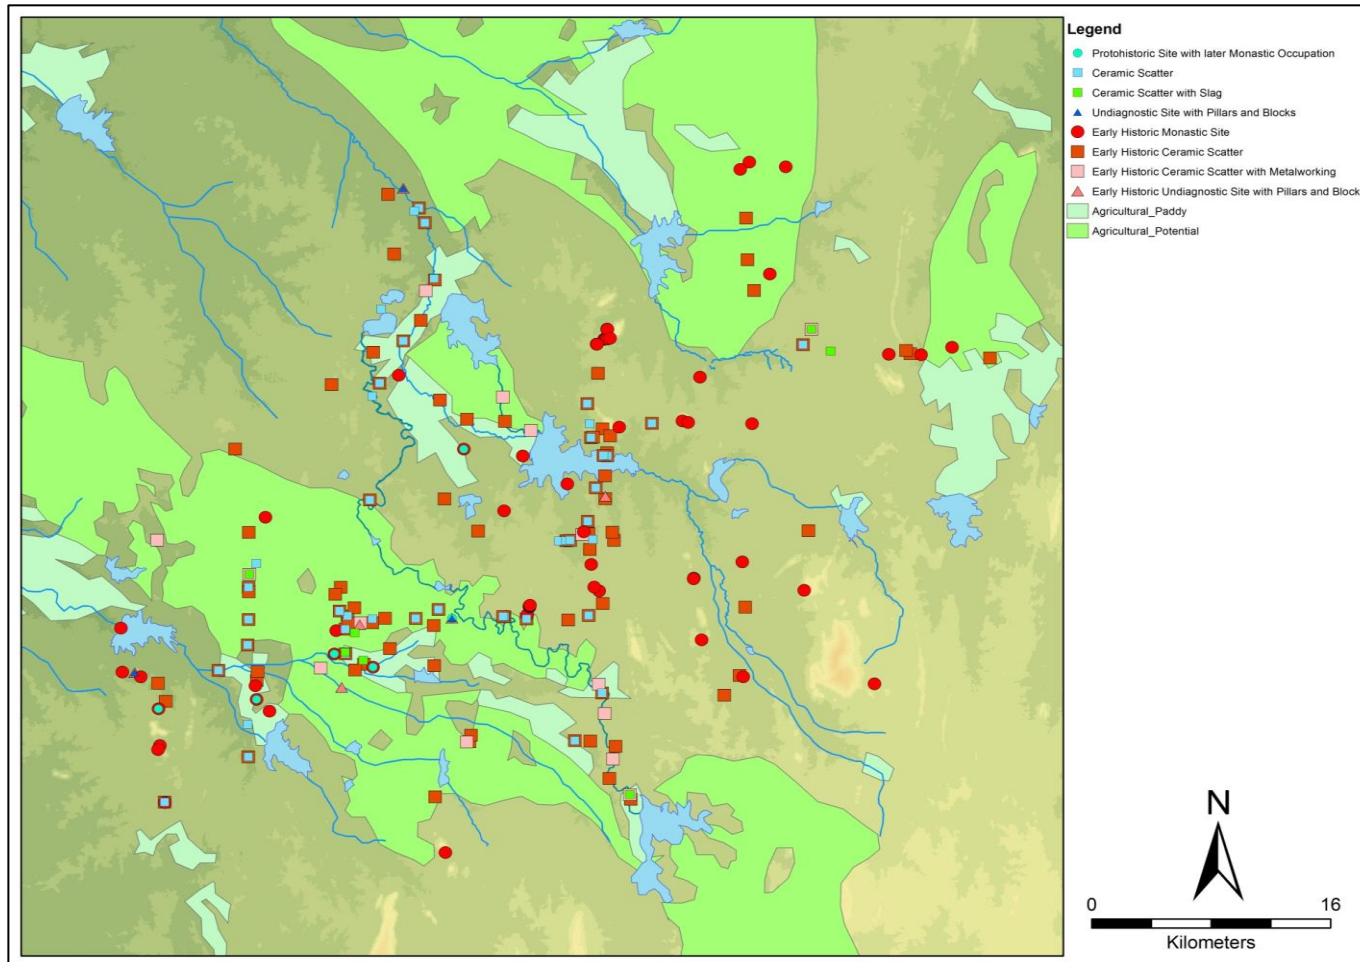 Legend
Protohistoric Site with later Monastic Occupation
Ceramic Scatter
Ceramic Scatter with Slag
Undiagnostic Site with Pillars and Blocks
Early Historic Monastic Site
Early Historic Ceramic Scatter
Early Historic Ceramic Scatter with Metalworking
Early Historic Undiagnostic Site with Pillars and Block
Agricultural_Paddy
Agricultural_Potential
N
0 16
Kilometers